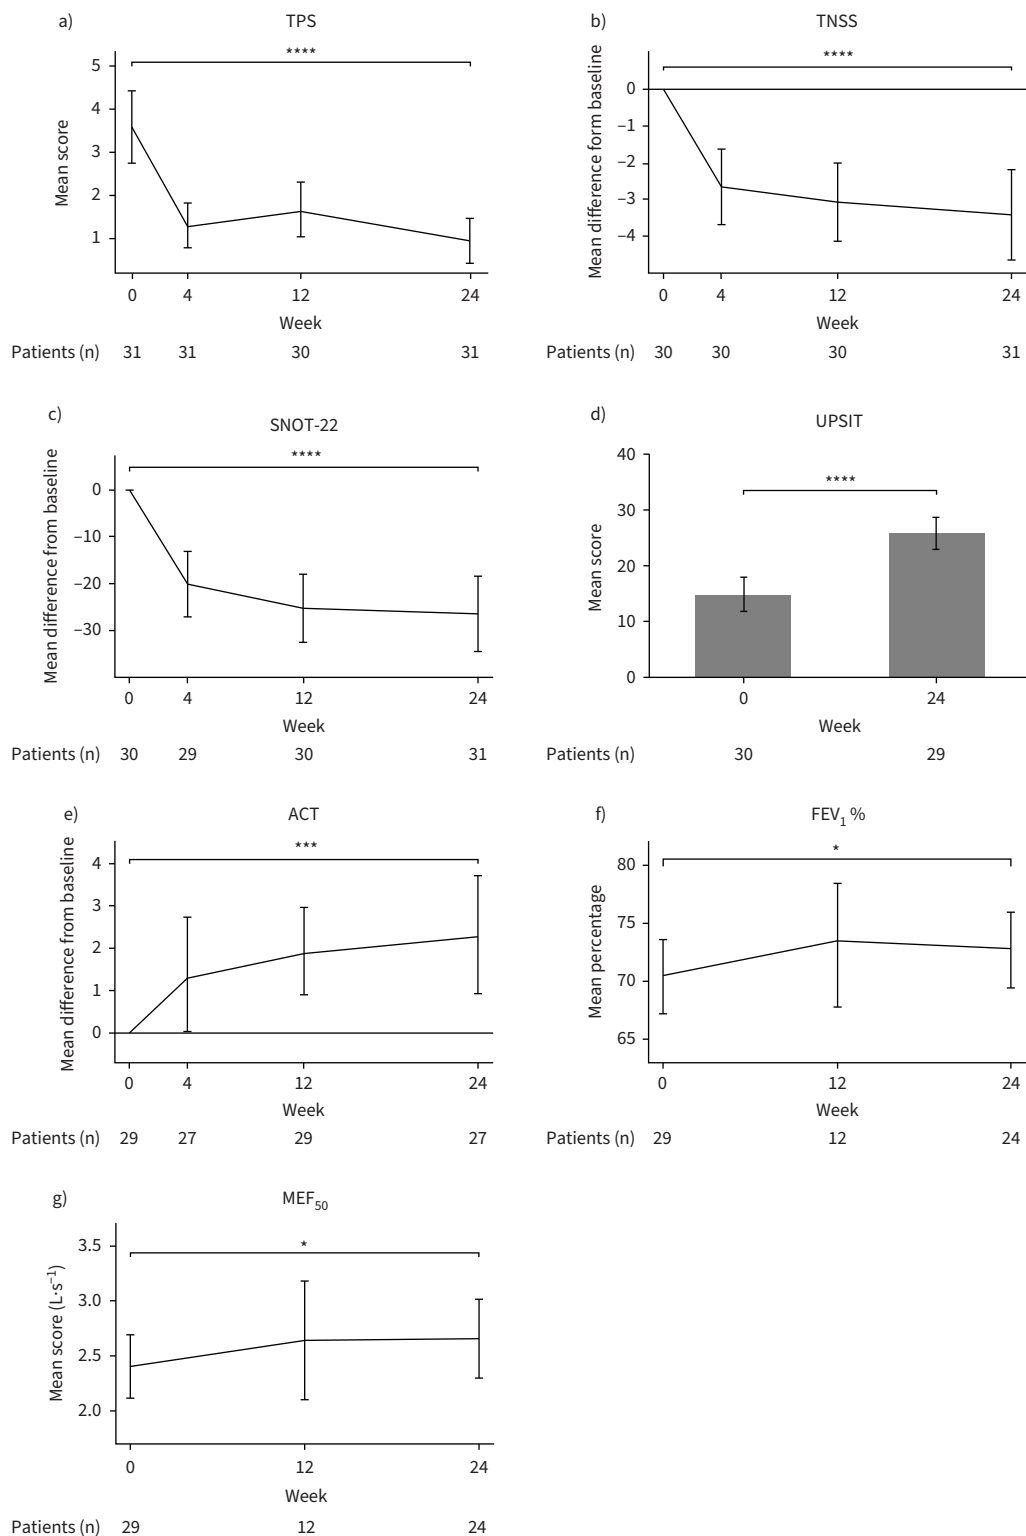 a) TPS
****
Mean score
5
4
3
2
1
0 4 12 24
Week
Patients (n) 31 31 30 31
b) TNSS
****
Mean difference form baseline
0
–1
–2
–3
–4
0 4 12 24
Week
Patients (n) 30 30 30 31
c) SNOT-22
****
Mean difference from baseline
0
–10
–20
–30
0 4 12 24
Week
Patients (n) 30 29 30 31
d) UPSIT
****
Mean score
40
30
20
10
0
0 24
Week
Patients (n) 30 29
e) ACT
***
Mean difference from baseline
4
3
2
1
0
0 4 12 24
Week
Patients (n) 29 27 29 27
f) FEV1 %
*
Mean percentage
80
75
70
65
0 12 24
Week
Patients (n) 29 12 24
g) MEF50
*
Mean score (L·s−1)
3.5
3.0
2.5
2.0
0 12 24
Week
Patients (n) 29 12 24